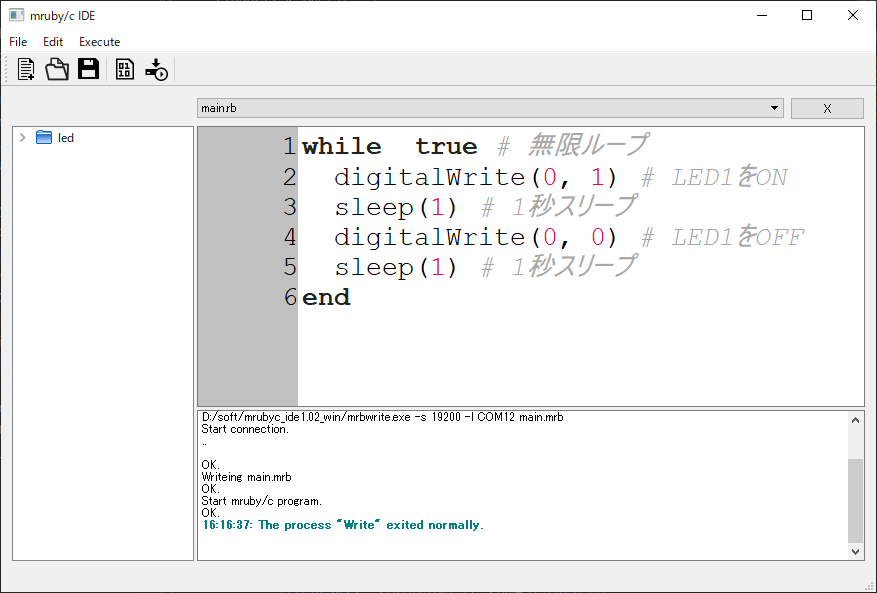 mruby/c IDE
File Edit Execute
main.rb X
led
1 while  true # 無限ループ
2   digitalWrite(0, 1) # LED1をON
3   sleep(1) # 1秒スリープ
4   digitalWrite(0, 0) # LED1をOFF
5   sleep(1) # 1秒スリープ
6 end
D:/soft/mrubyc_ide1.02_win/mrbwrite.exe -s 19200 -l COM12 main.mrb
Start connection.
..
OK.
Writeing main.mrb
OK.
Start mruby/c program.
OK.
16:16:37: The process "Write" exited normally.